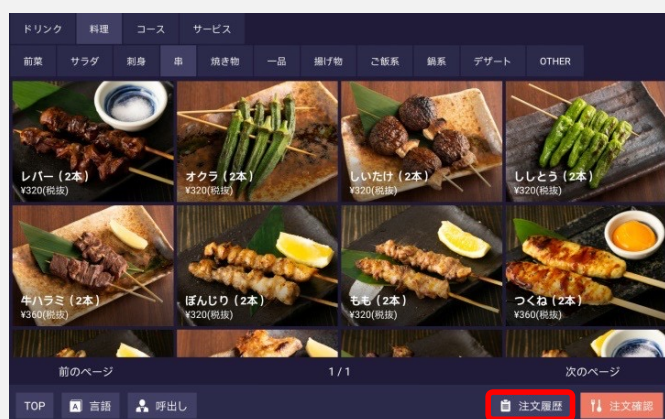 ドリンク 料理 コース サービス
前菜 サラダ 刺身 串 焼き物 一品 揚げ物 ご飯系 鍋系 デザート OTHER
レバー（2本）
¥320(税抜)
オクラ（2本）
¥320(税抜)
しいたけ（2本）
¥320(税抜)
ししとう（2本）
¥320(税抜)
牛ハラミ（2本）
¥360(税抜)
ぼんじり（2本）
¥320(税抜)
もも（2本）
¥320(税抜)
つくね（2本）
¥360(税抜)
前のページ 1/1 次のページ
TOP A 言語 呼出し 注文履歴 注文確認